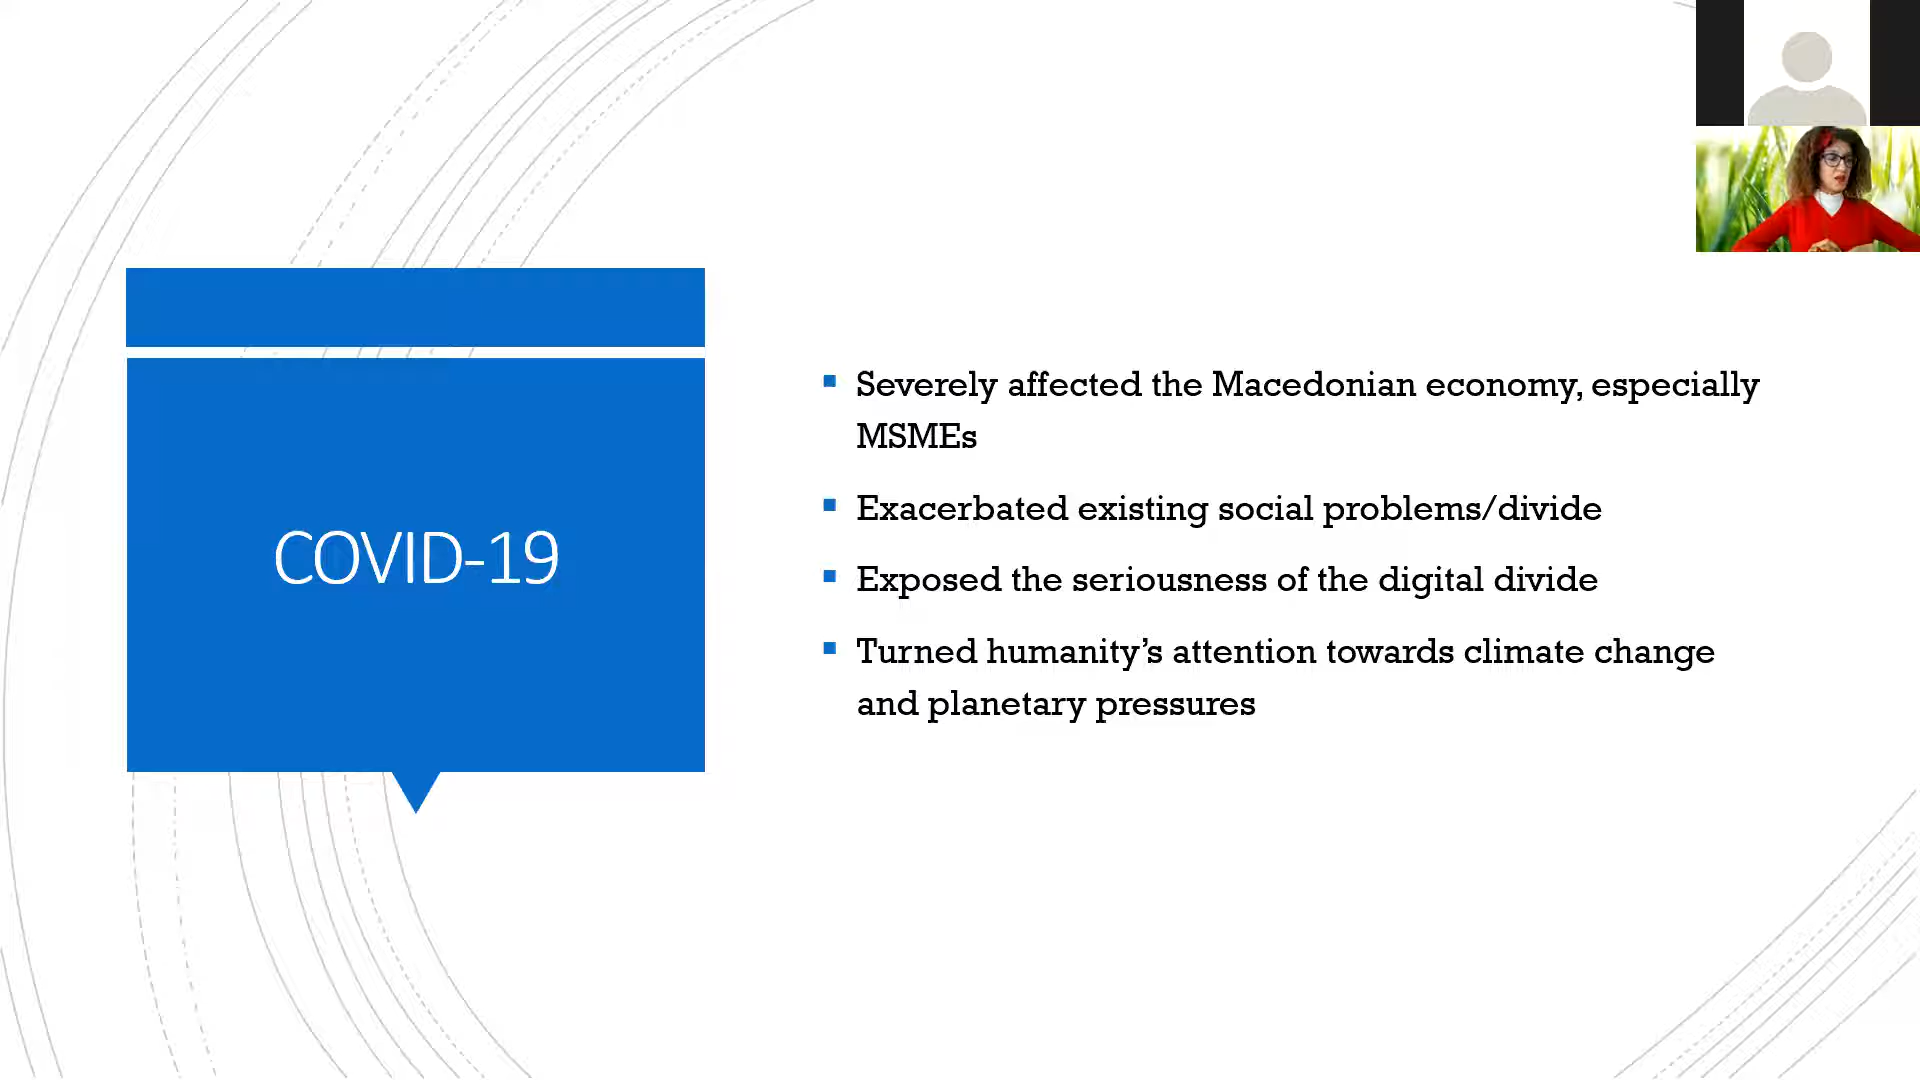 COVID-19
Severely affected the Macedonian economy, especially
MSMEs
Exacerbated existing social problems/divide
Exposed the seriousness of the digital divide
Turned humanity’s attention towards climate change
and planetary pressures